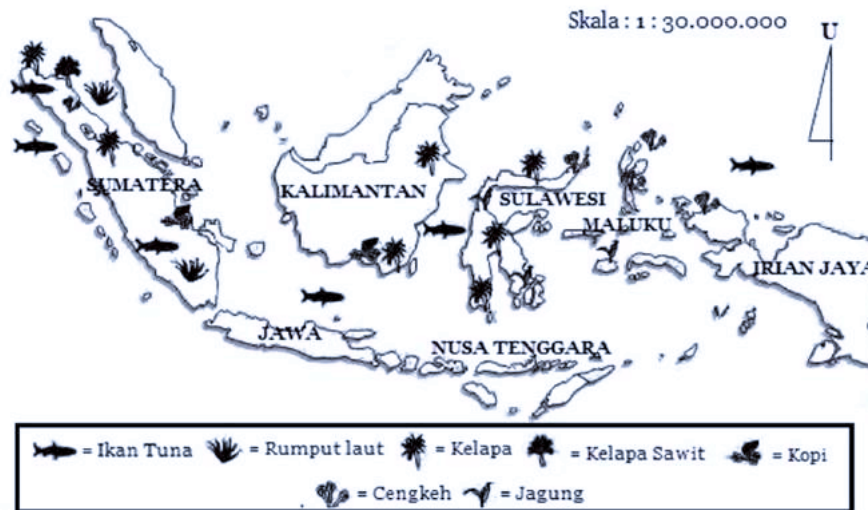 Skala : 1 : 30.000.000
U
SUMATERA
KALIMANTAN
SULAWESI
MALUKU
IRIAN JAYA
JAWA
NUSA TENGGARA
= Ikan Tuna = Rumput laut = Kelapa = Kelapa Sawit = Kopi
= Cengkeh = Jagung